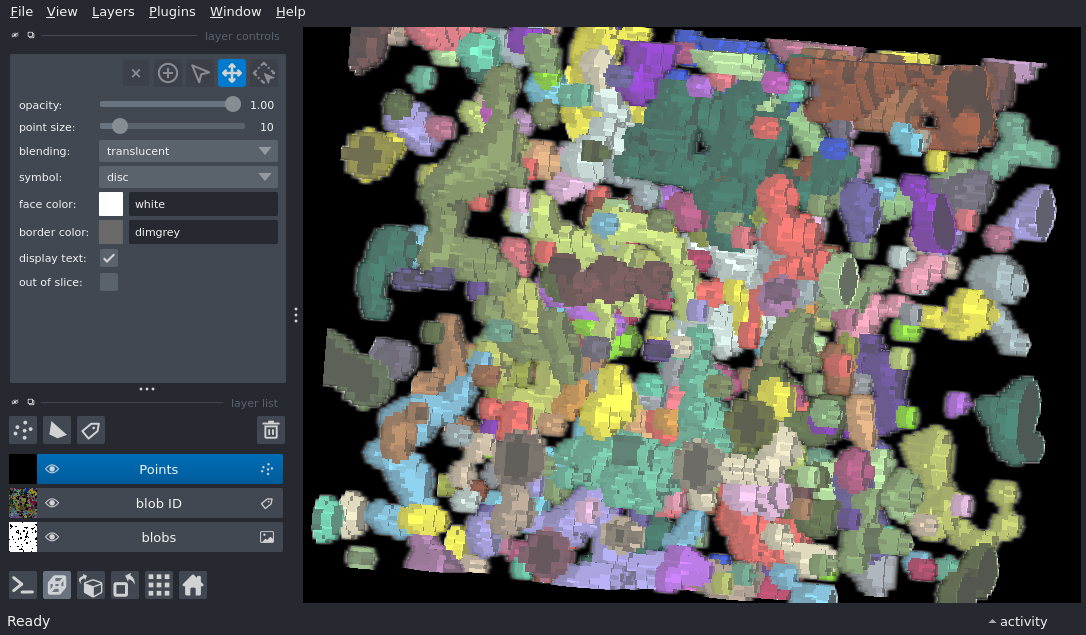 File View Layers Plugins Window Help
layer controls
opacity: 1.00
point size: 10
blending: translucent
symbol: disc
face color: white
border color: dimgrey
display text:
out of slice:
layer list
Points
blob ID
blobs
Ready
activity